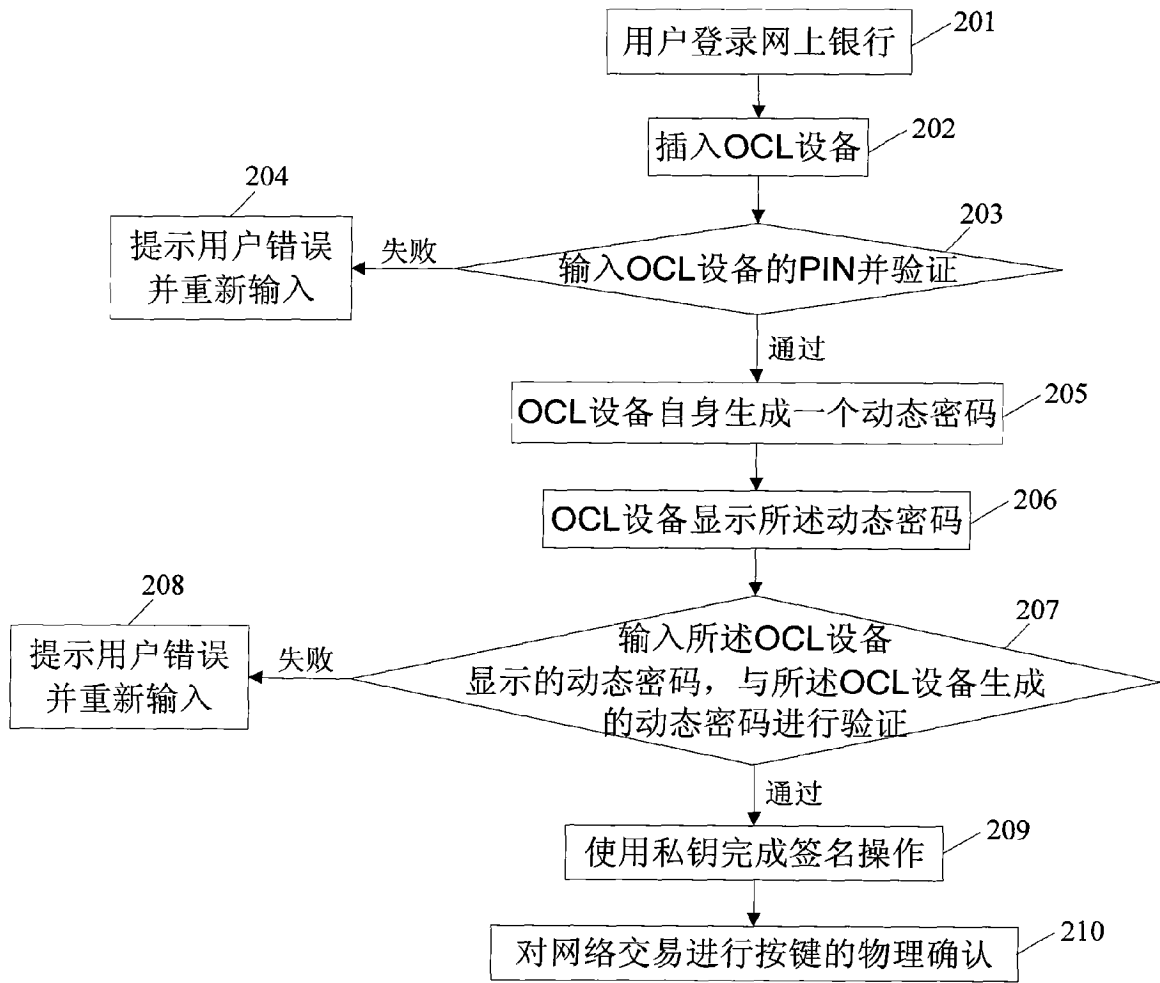 用户登录网上银行
201
插入OCL设备
202
204
提示用户错误
并重新输入
失败
输入OCL设备的PIN并验证
203
通过
OCL设备自身生成一个动态密码
205
OCL设备显示所述动态密码
206
208
提示用户错误
并重新输入
失败
输入所述OCL设备
显示的动态密码，与所述OCL设备生成
的动态密码进行验证
207
通过
使用私钥完成签名操作
209
对网络交易进行按键的物理确认
210